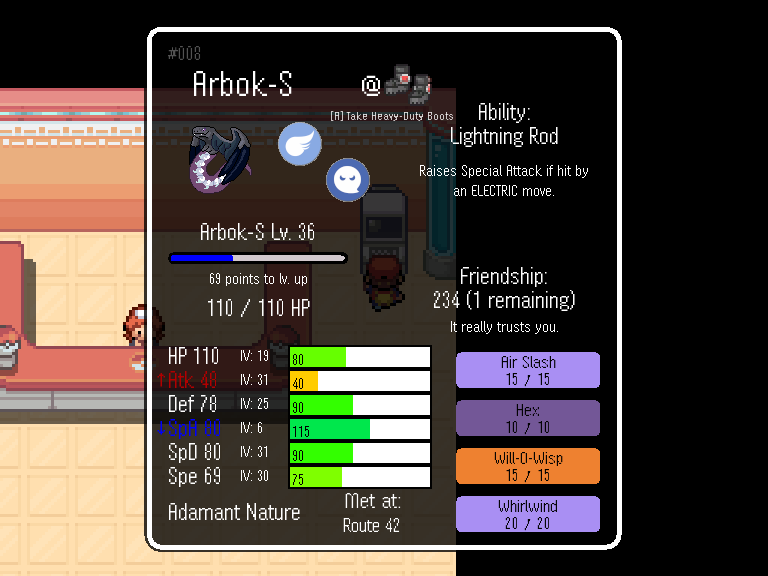 #008
Arbok-S
@
[A] Take Heavy-Duty Boots
Ability:
Lightning Rod
Raises Special Attack if hit by
an ELECTRIC move.
Arbok-S Lv. 36
69 points to lv. up
110 / 110 HP
Friendship:
234 (1 remaining)
It really trusts you.
HP 110 IV: 19 80
↑Atk 48 IV: 31 40
Def 78 IV: 25 90
↓SpA 80 IV: 6 115
SpD 80 IV: 31 90
Spe 69 IV: 30 75
Adamant Nature
Met at:
Route 42
Air Slash
15 / 15
Hex
10 / 10
Will-O-Wisp
15 / 15
Whirlwind
20 / 20